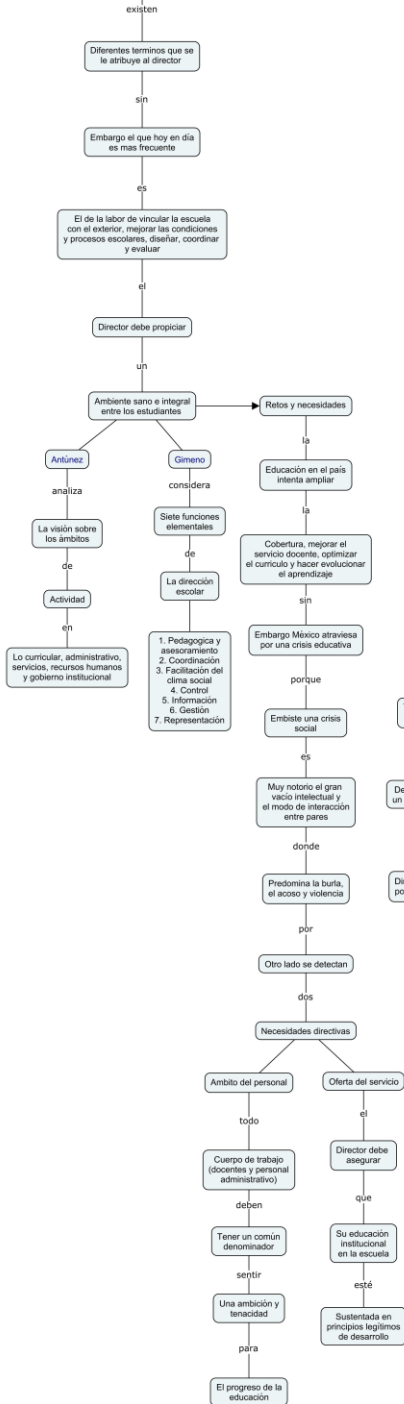 existen
Diferentes terminos que se
le atribuye al director
sin
Embargo el que hoy en día
es mas frecuente
es
El de la labor de vincular la escuela
con el exterior, mejorar las condiciones
y procesos escolares, diseñar, coordinar
y evaluar
el
Director debe propiciar
un
Ambiente sano e integral
entre los estudiantes
Antúnez
analiza
La visión sobre
los ámbitos
de
Actividad
en
Lo curricular, administrativo,
servicios, recursos humanos
y gobierno institucional
Gimeno
considera
Siete funciones
elementales
de
La dirección
escolar
1. Pedagogica y
asesoramiento
2. Coordinación
3. Facilitación del
clima social
4. Control
5. Información
6. Gestión
7. Representación
Retos y necesidades
la
Educación en el país
intenta ampliar
la
Cobertura, mejorar el
servicio docente, optimizar
el curriculo y hacer evolucionar
el aprendizaje
sin
Embargo México atraviesa
por una crisis educativa
porque
Embiste una crisis
social
es
Muy notorio el gran
vacío intelectual y
el modo de interacción
entre pares
donde
Predomina la burla,
el acoso y violencia
por
Otro lado se detectan
dos
Necesidades directivas
Ambito del personal
todo
Cuerpo de trabajo
(docentes y personal
administrativo)
deben
Tener un común
denominador
sentir
Una ambición y
tenacidad
para
El progreso de la
educación
Oferta del servicio
el
Director debe
asegurar
que
Su educación
institucional
en la escuela
esté
Sustentada en
principios legítimos
de desarrollo
un